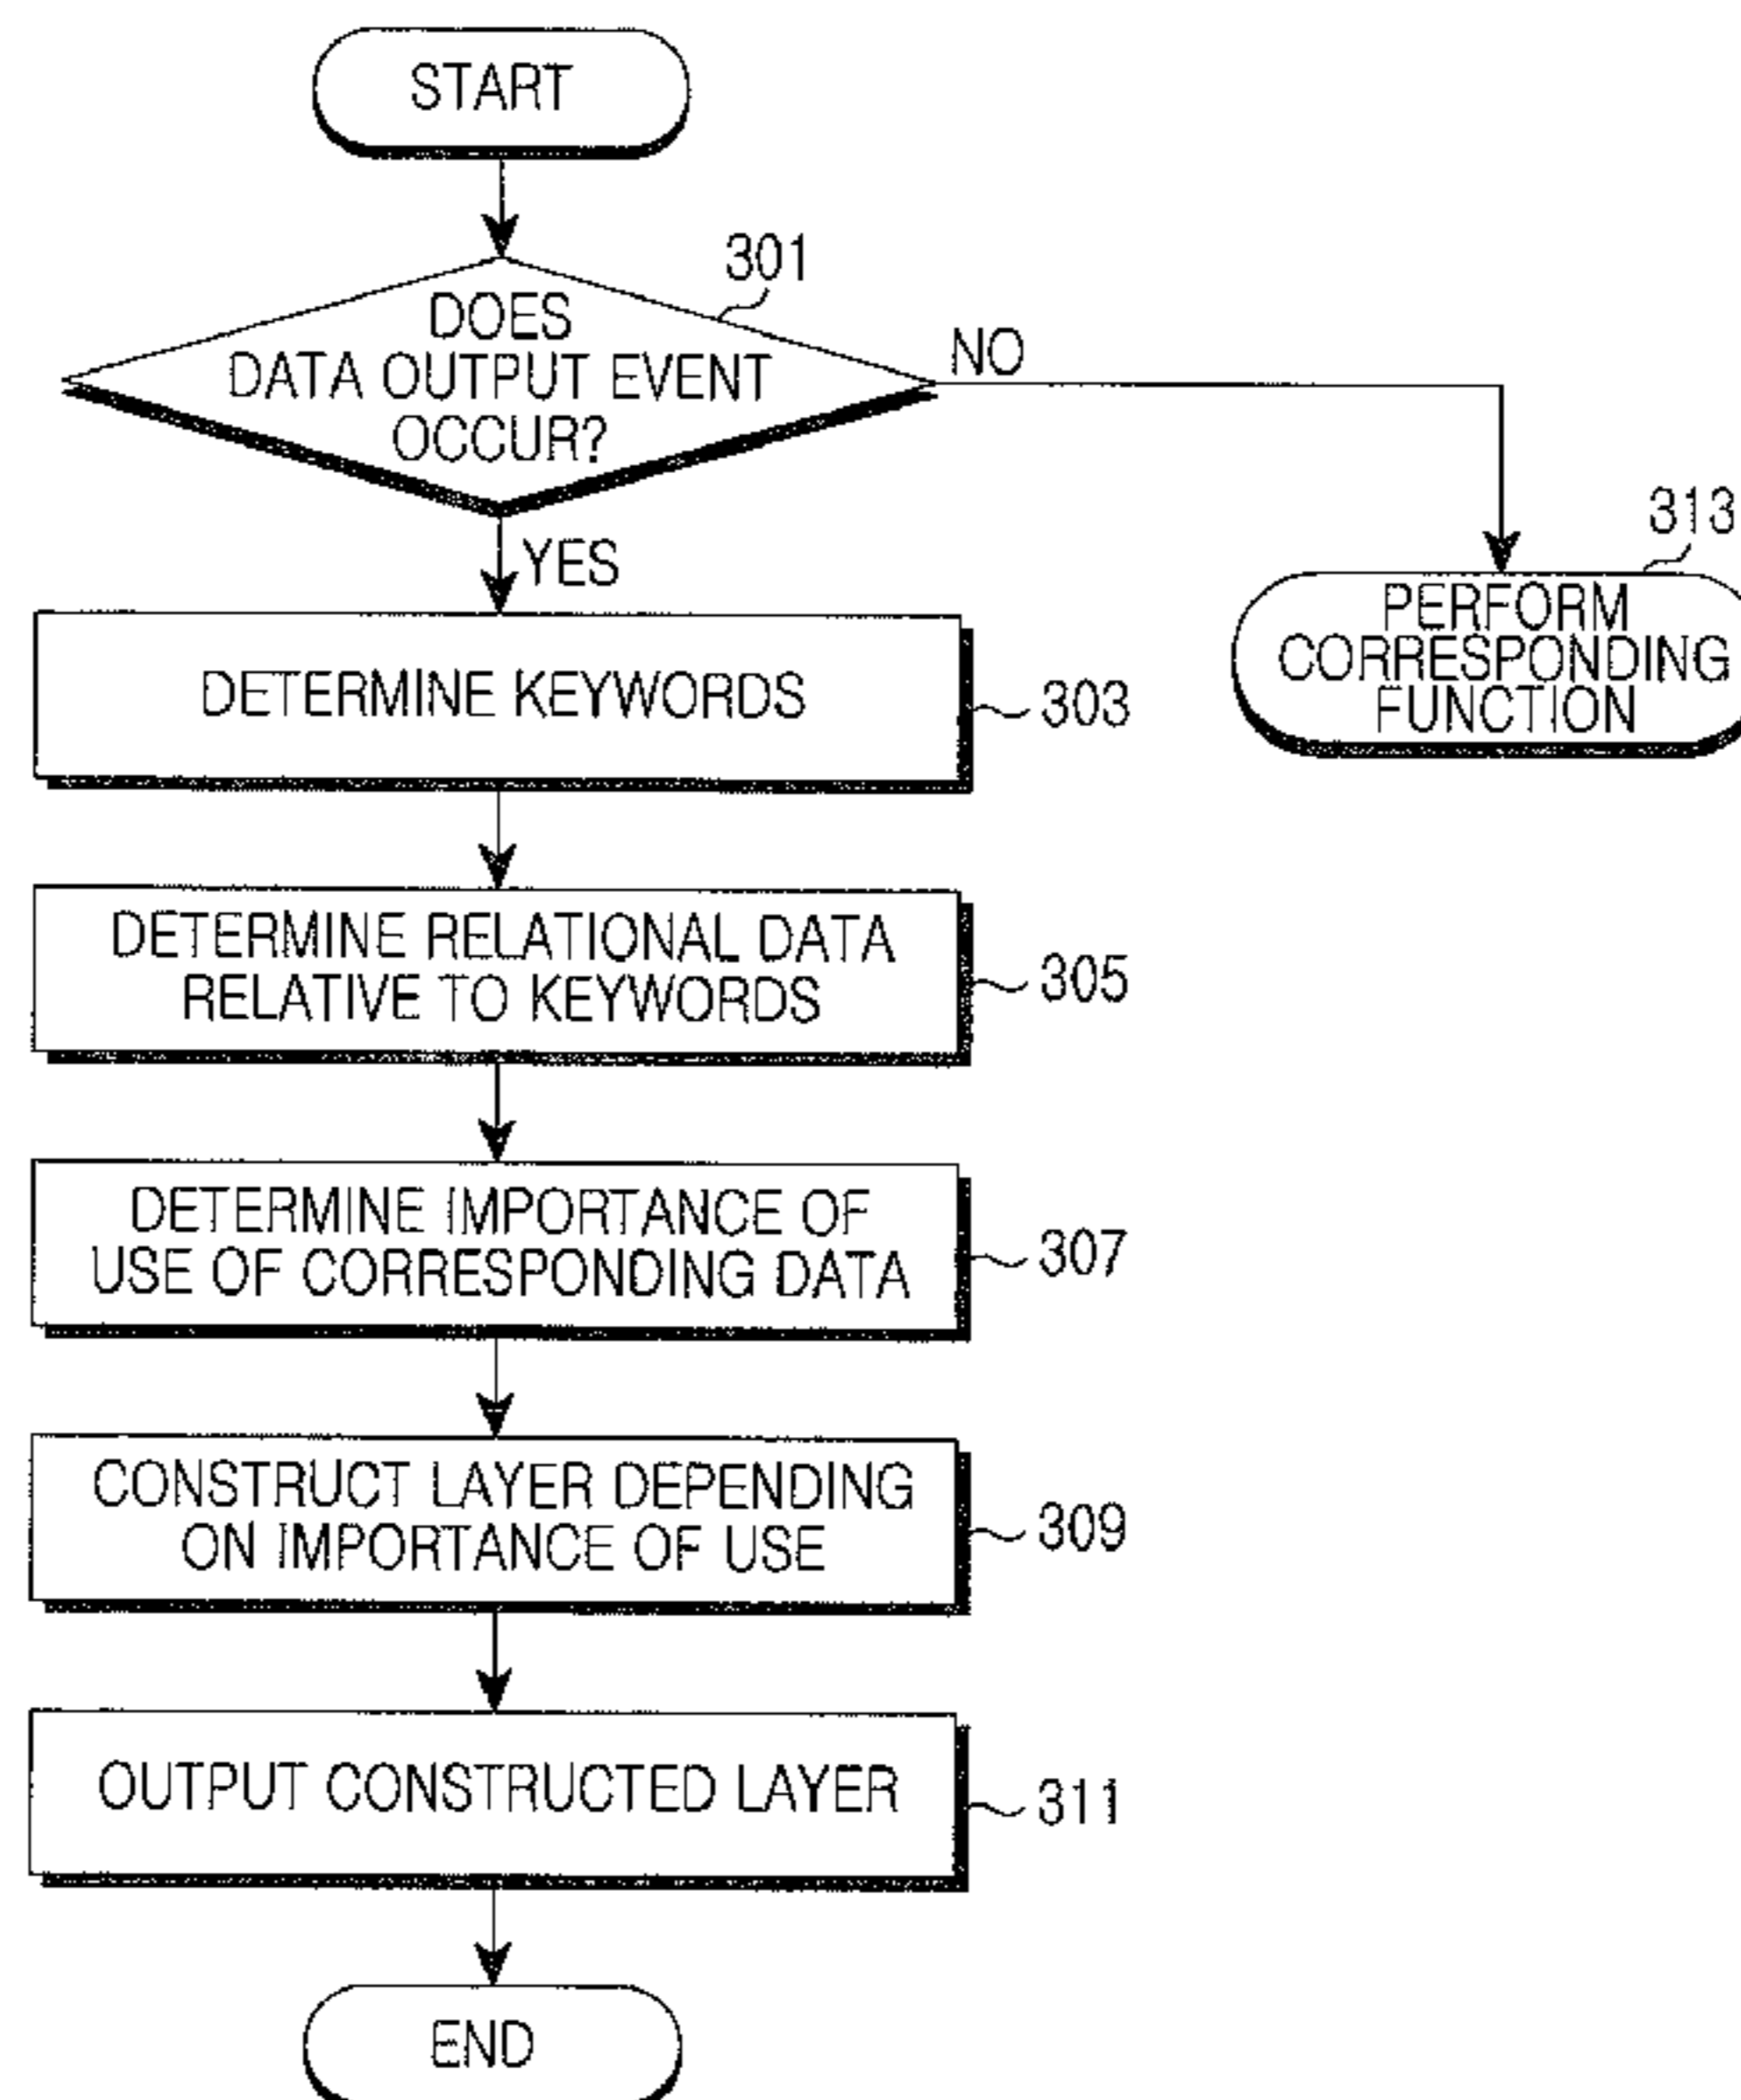 START
301
DOES
DATA OUTPUT EVENT
OCCUR?
NO
YES
313
PERFORM
CORRESPONDING
FUNCTION
DETERMINE KEYWORDS
303
DETERMINE RELATIONAL DATA
RELATIVE TO KEYWORDS
305
DETERMINE IMPORTANCE OF
USE OF CORRESPONDING DATA
307
CONSTRUCT LAYER DEPENDING
ON IMPORTANCE OF USE
309
OUTPUT CONSTRUCTED LAYER
311
END